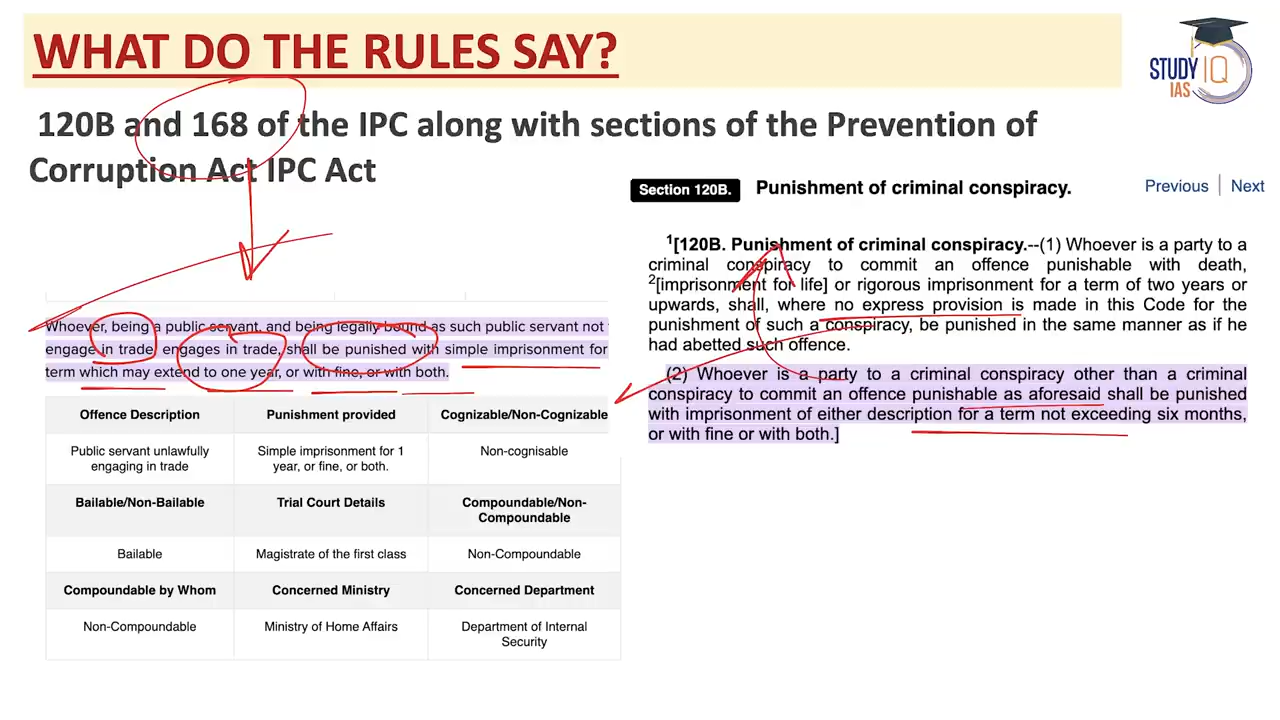 WHAT DO THE RULES SAY?
STUDY IQ
IAS
120B and 168 of the IPC along with sections of the Prevention of
Corruption Act IPC Act
Section 120B.
Punishment of criminal conspiracy.
Previous | Next
Whoever, being a public servant, and being legally bound as such public servant not
engage in trade, engages in trade, shall be punished with simple imprisonment for
term which may extend to one year, or with fine, or with both.
Offence Description
Punishment provided
Cognizable/Non-Cognizable
Public servant unlawfully
engaging in trade
Simple imprisonment for 1
year, or fine, or both.
Non-cognisable
Bailable/Non-Bailable
Trial Court Details
Compoundable/Non-
Compoundable
Bailable
Magistrate of the first class
Non-Compoundable
Compoundable by Whom
Concerned Ministry
Concerned Department
Non-Compoundable
Ministry of Home Affairs
Department of Internal
Security
1[120B. Punishment of criminal conspiracy.--(1) Whoever is a party to a
criminal conspiracy to commit an offence punishable with death,
2[imprisonment for life] or rigorous imprisonment for a term of two years or
upwards, shall, where no express provision is made in this Code for the
punishment of such a conspiracy, be punished in the same manner as if he
had abetted such offence.
(2) Whoever is a party to a criminal conspiracy other than a criminal
conspiracy to commit an offence punishable as aforesaid shall be punished
with imprisonment of either description for a term not exceeding six months,
or with fine or with both.]